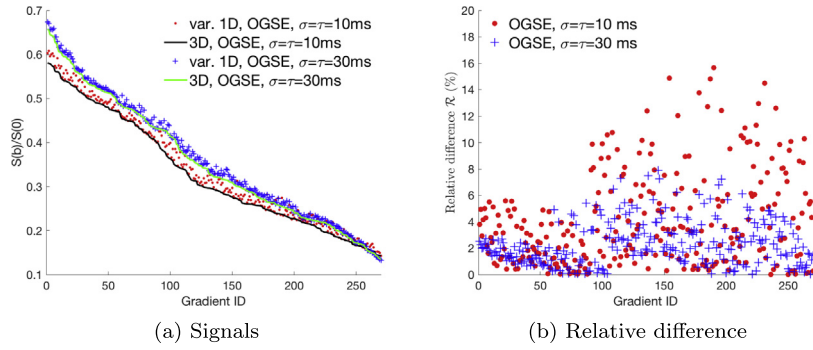 var. 1D, OGSE, σ=τ=10ms
3D, OGSE, σ=τ=10ms
var. 1D, OGSE, σ=τ=30ms
3D, OGSE, σ=τ=30ms
S(b)/S(0)
0.7
0.6
0.5
0.4
0.3
0.2
0.1
0
50
100
150
200
250
Gradient ID
(a) Signals
OGSE, σ=τ=10 ms
OGSE, σ=τ=30 ms
Relative difference R (%)
20
18
16
14
12
10
8
6
4
2
0
0
50
100
150
200
250
Gradient ID
(b) Relative difference